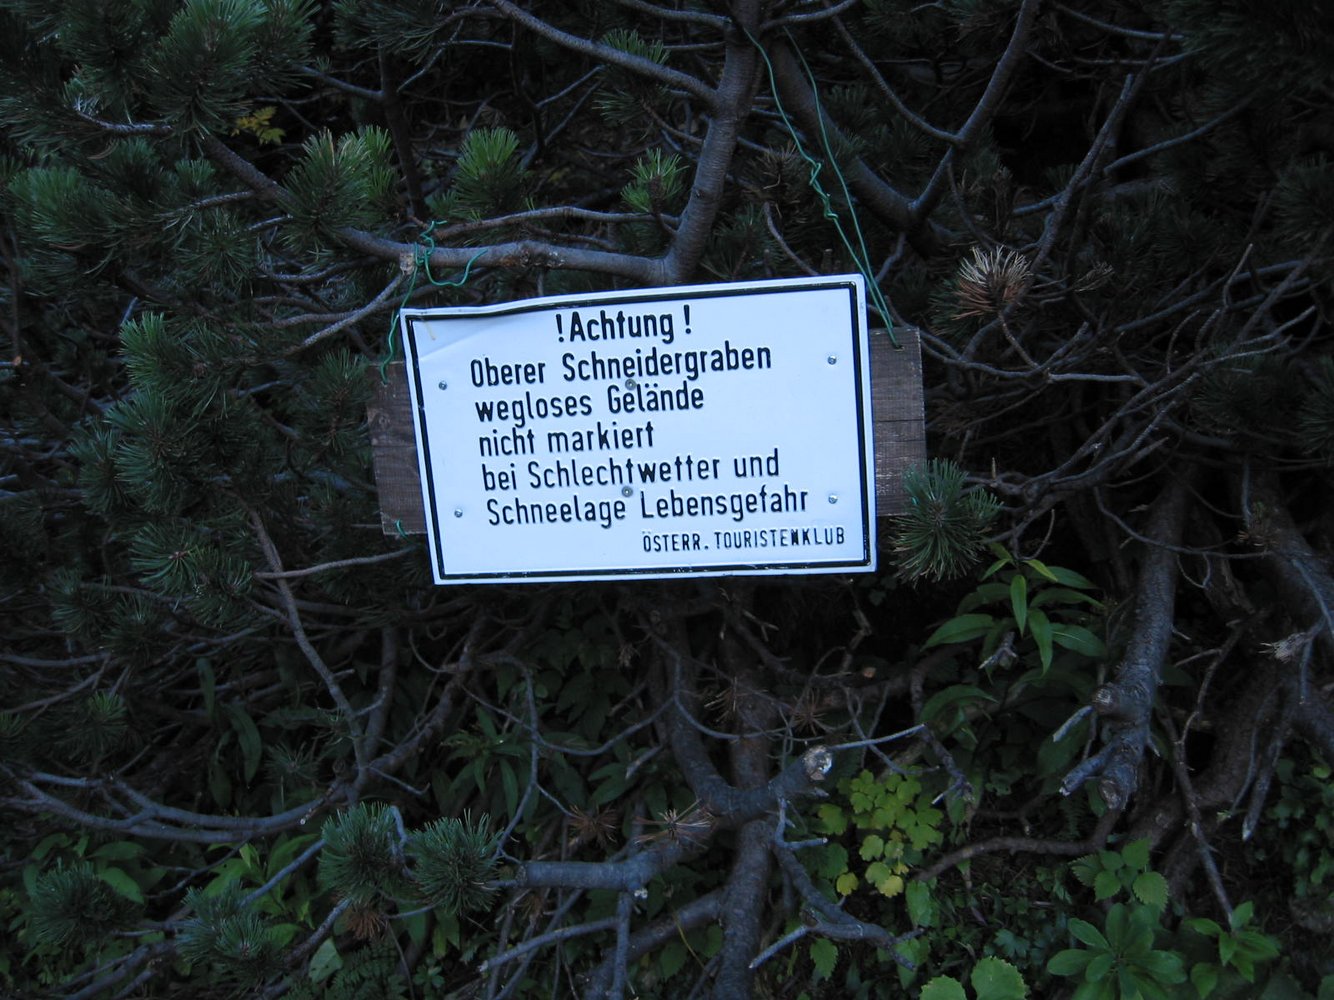 !Achtung!
Oberer Schneidergraben
wegloses Gelände
nicht markiert
bei Schlechtwetter und
Schneelage Lebensgefahr
ÖSTERR. TOURISTENKLUB